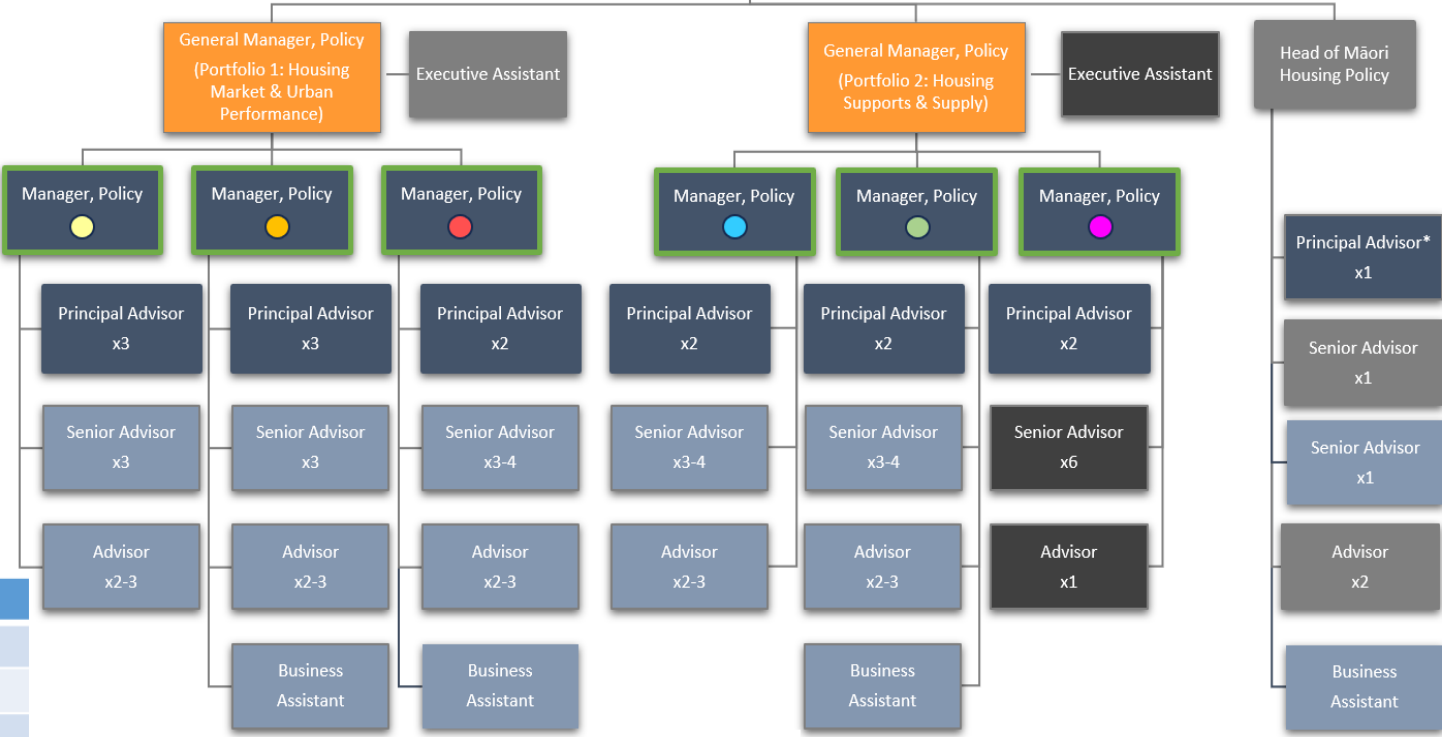 General Manager, Policy
(Portfolio 1: Housing
Market & Urban
Performance)
Executive Assistant
General Manager, Policy
(Portfolio 2: Housing
Supports & Supply)
Executive Assistant
Head of Māori
Housing Policy
Manager, Policy
Manager, Policy
Manager, Policy
Manager, Policy
Manager, Policy
Manager, Policy
Principal Advisor*
x1
Principal Advisor
x3
Principal Advisor
x3
Principal Advisor
x2
Principal Advisor
x2
Principal Advisor
x2
Principal Advisor
x2
Senior Advisor
x1
Senior Advisor
x3
Senior Advisor
x3
Senior Advisor
x3-4
Senior Advisor
x3-4
Senior Advisor
x3-4
Senior Advisor
x6
Senior Advisor
x1
Advisor
x2-3
Advisor
x2-3
Advisor
x2-3
Advisor
x2-3
Advisor
x2-3
Advisor
x1
Advisor
x2
Business
Assistant
Business
Assistant
Business
Assistant
Business
Assistant